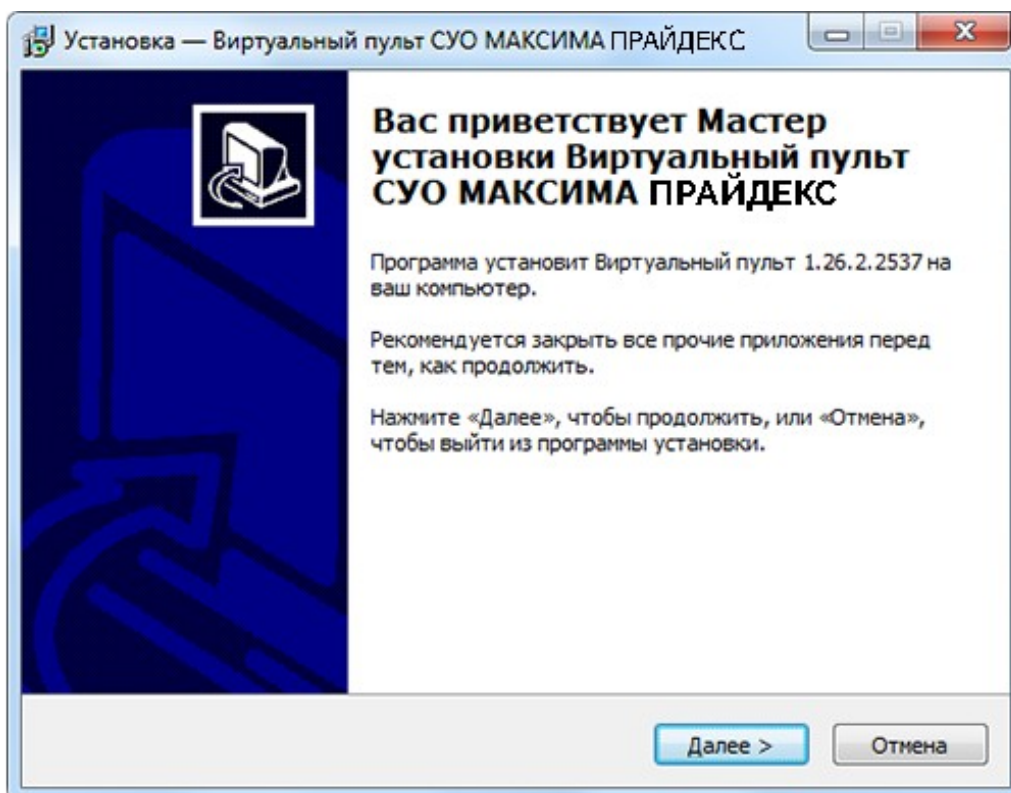 Установка — Виртуальный пульт СУО МАКСИМА ПРАЙДЕКС
Вас приветствует Мастер
установки Виртуальный пульт
СУО МАКСИМА ПРАЙДЕКС
Программа установит Виртуальный пульт 1.26.2.2537 на
ваш компьютер.
Рекомендуется закрыть все прочие приложения перед
тем, как продолжить.
Нажмите «Далее», чтобы продолжить, или «Отмена»,
чтобы выйти из программы установки.
Далее >
Отмена